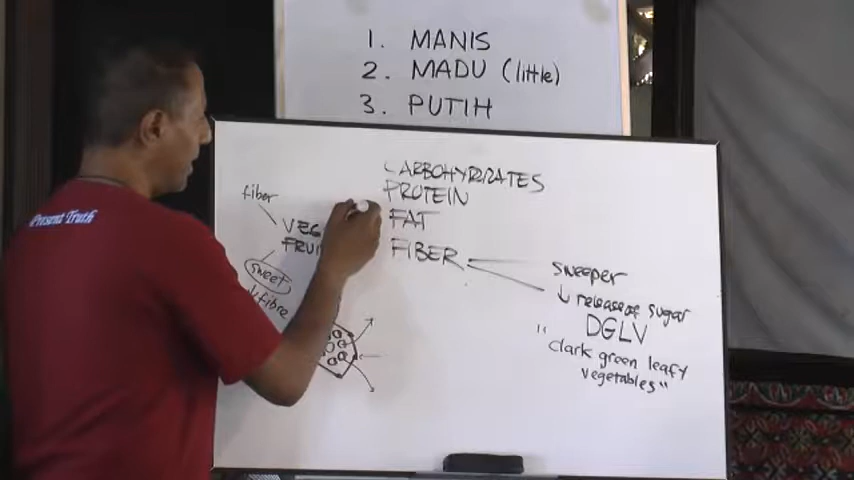 1. MANIS
2. MADU (little)
3. PUTIH
CARBOHYDRATES
PROTEIN
FAT
FIBER
fiber
VEG
FRUI
sweet
fibre
sweeper
↓ release of sugar
DGLV
"dark green leafy
vegetables"
Present Truth